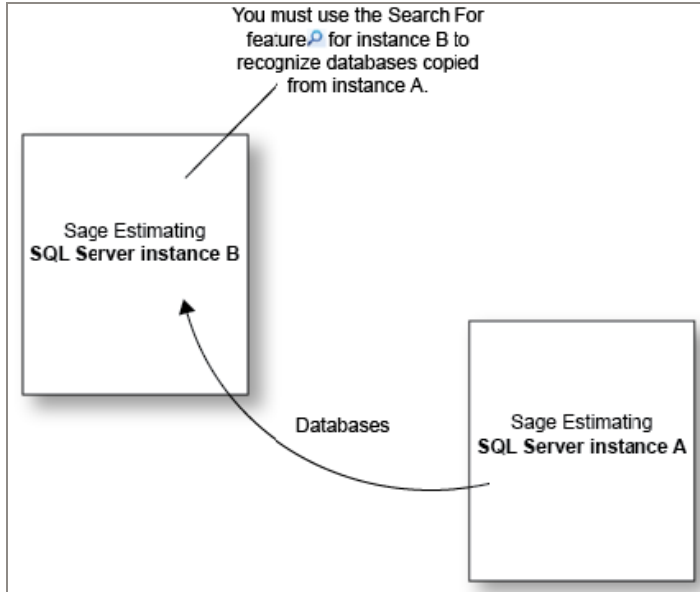 You must use the Search For
feature for instance B to
recognize databases copied
from instance A.
Sage Estimating
SQL Server instance B
Databases
Sage Estimating
SQL Server instance A